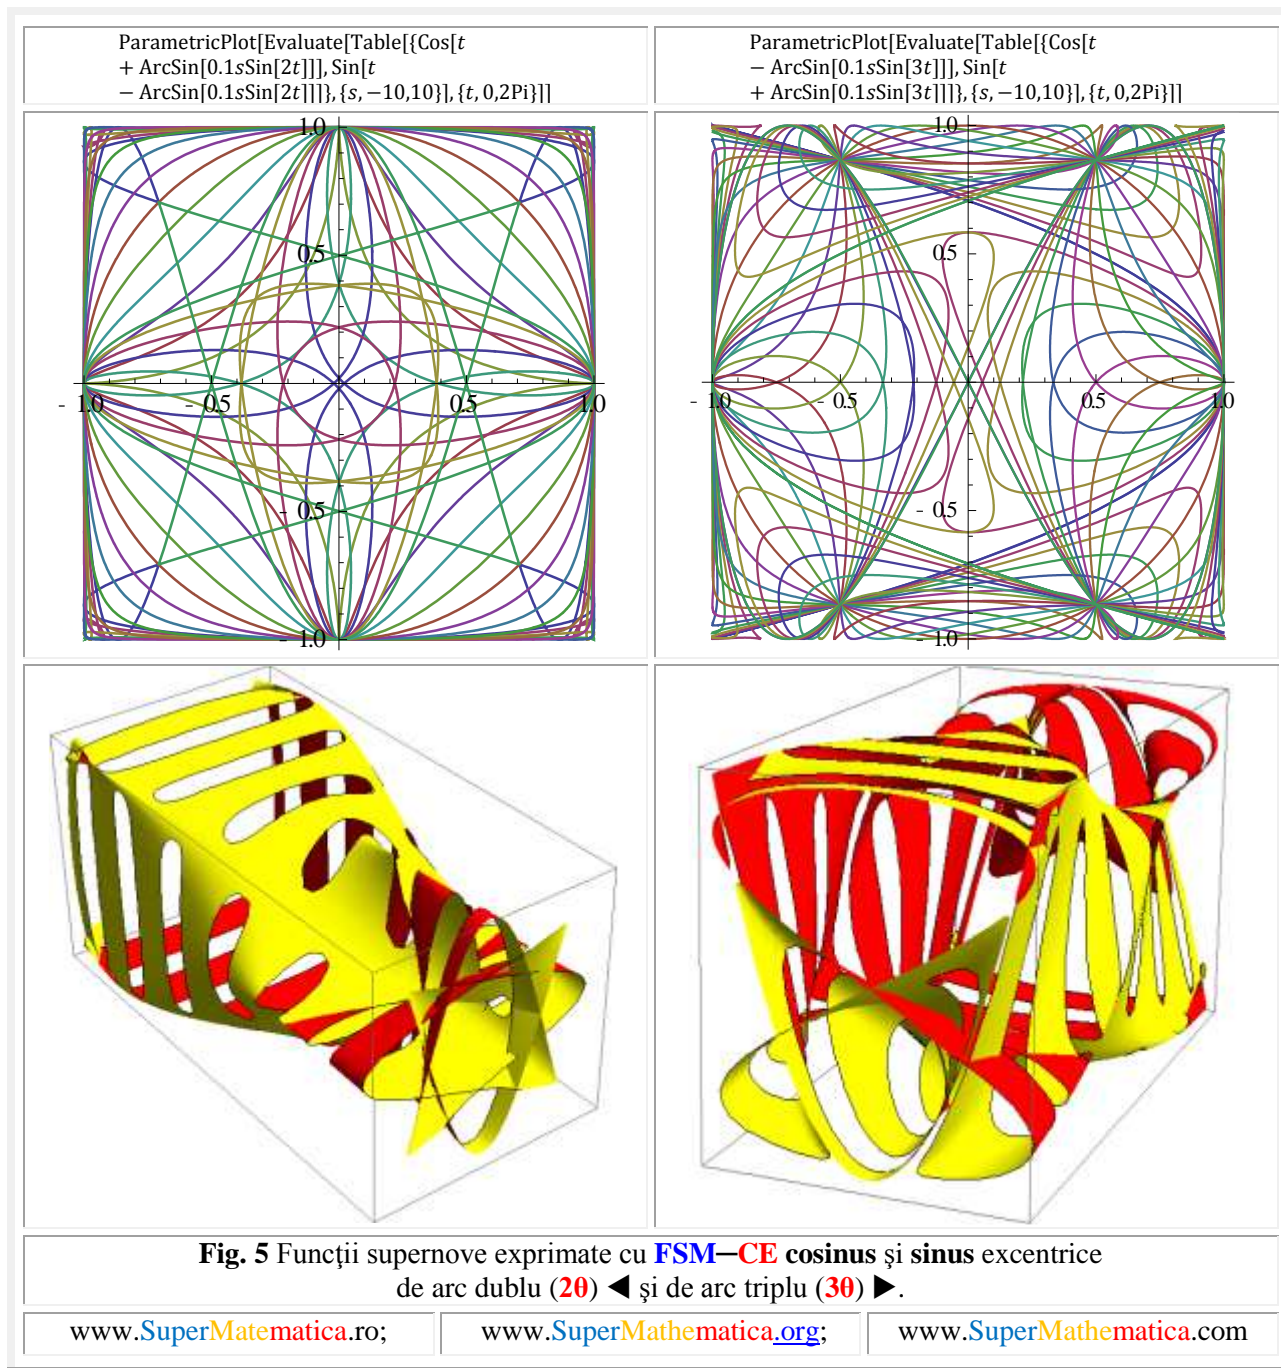 ParametricPlot[Evaluate[Table[{Cos[t
+ ArcSin[0.1sSin[2t]]], Sin[t
− ArcSin[0.1sSin[2t]]]}, {s, −10,10}], {t, 0,2Pi}]]
ParametricPlot[Evaluate[Table[{Cos[t
− ArcSin[0.1sSin[3t]]], Sin[t
+ ArcSin[0.1sSin[3t]]]}, {s, −10,10}], {t, 0,2Pi}]]
1.0
0.5
- 1.0 - 0.5 0.5 1.0
- 0.5
- 1.0
1.0
0.5
- 1.0 - 0.5 0.5 1.0
- 0.5
- 1.0
Fig. 5 Funcţii supernove exprimate cu FSM—CE cosinus şi sinus excentrice
de arc dublu (2θ) ◄ şi de arc triplu (3θ) ►.
www.SuperMatematica.ro;
www.SuperMathematica.org;
www.SuperMathematica.com